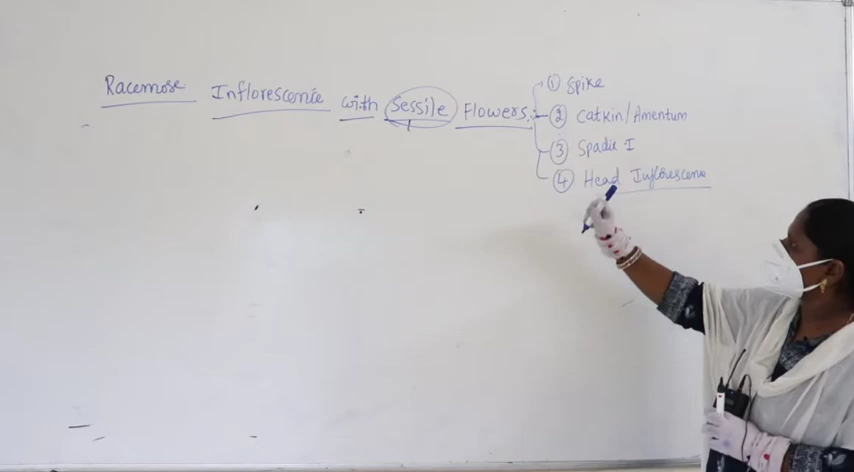 Racemose Inflorescence with Sessile Flowers:-
① Spike
② Catkin/Amentum
③ Spadix I
④ Head Inflorescence